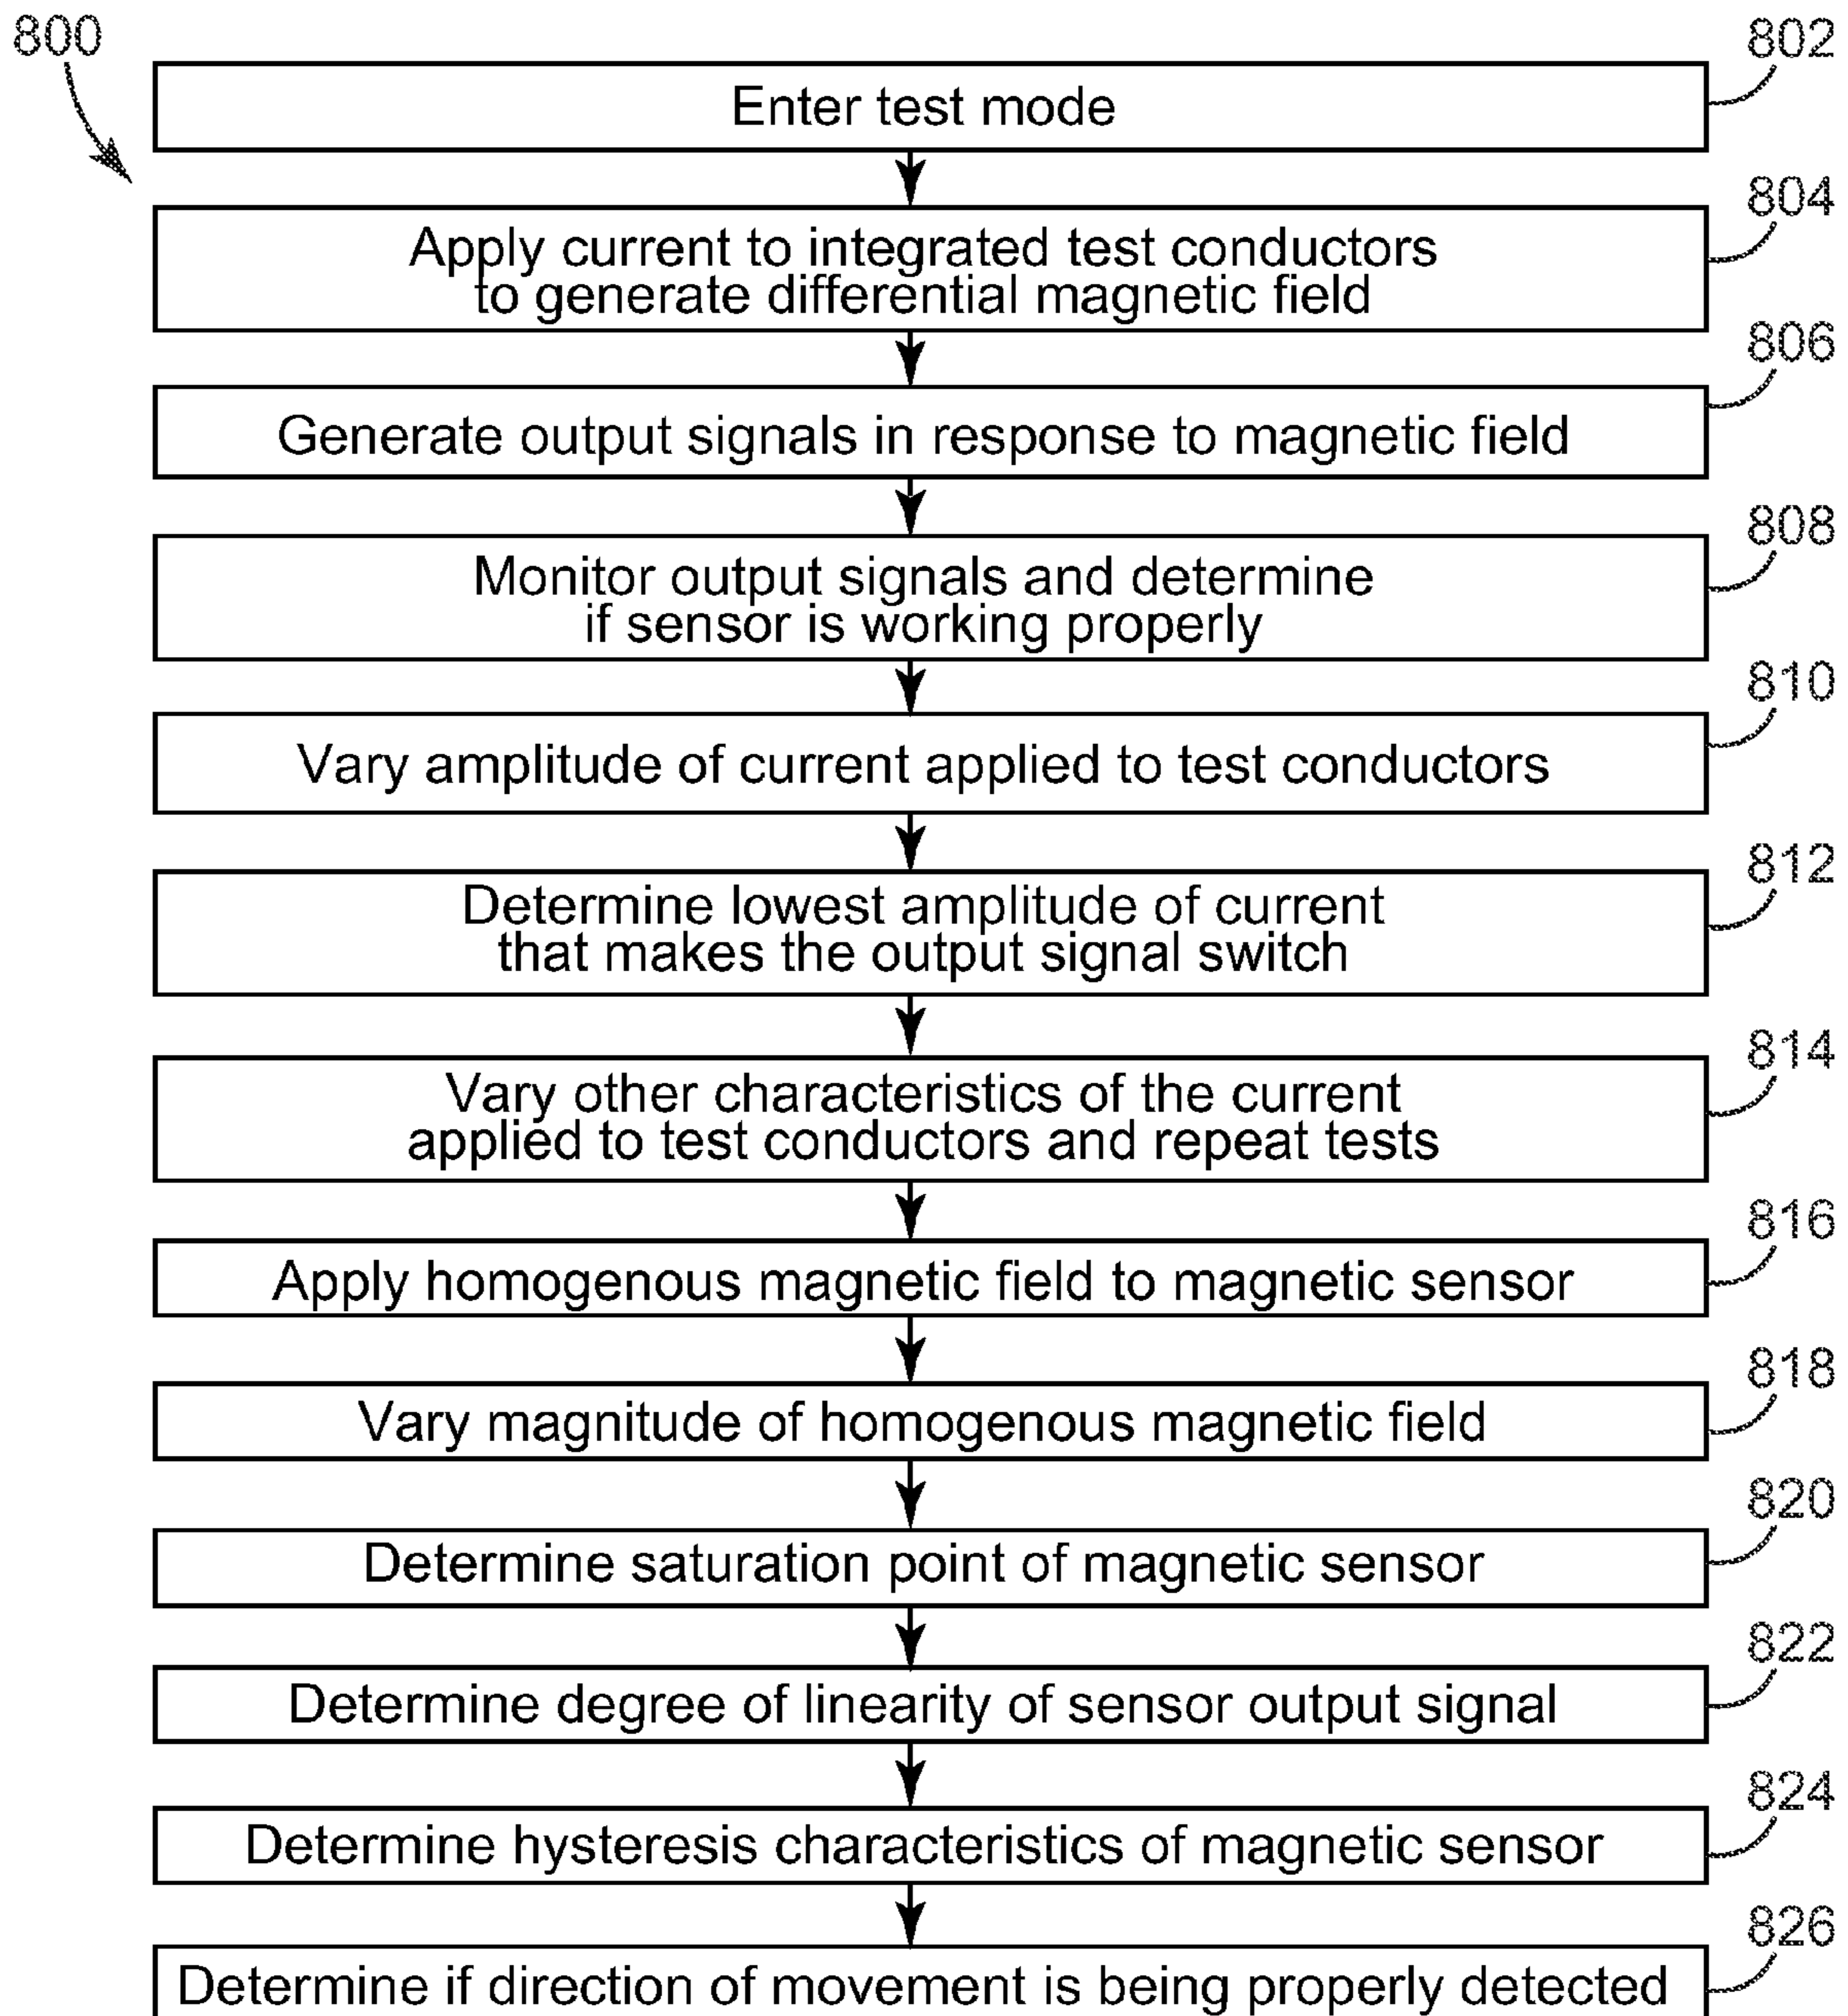 800
802
Enter test mode
804
Apply current to integrated test conductors
to generate differential magnetic field
806
Generate output signals in response to magnetic field
808
Monitor output signals and determine
if sensor is working properly
810
Vary amplitude of current applied to test conductors
812
Determine lowest amplitude of current
that makes the output signal switch
814
Vary other characteristics of the current
applied to test conductors and repeat tests
816
Apply homogenous magnetic field to magnetic sensor
818
Vary magnitude of homogenous magnetic field
820
Determine saturation point of magnetic sensor
822
Determine degree of linearity of sensor output signal
824
Determine hysteresis characteristics of magnetic sensor
826
Determine if direction of movement is being properly detected